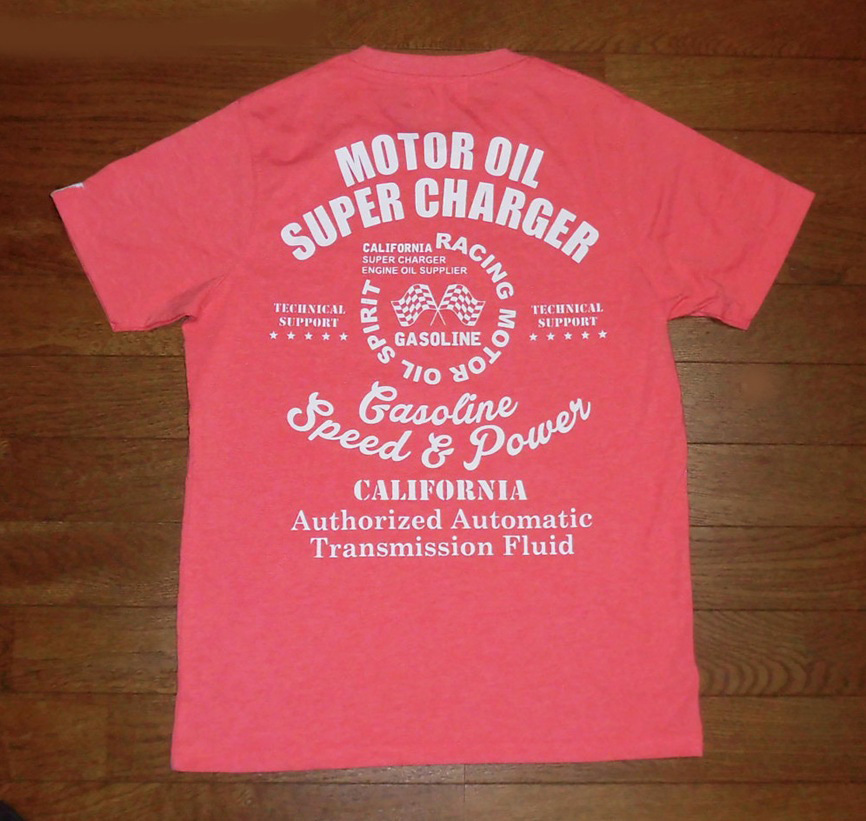 MOTOR OIL
SUPER CHARGER
CALIFORNIA
SUPER CHARGER
ENGINE OIL SUPPLIER
RACING MOTOR OIL SPIRIT
GASOLINE
TECHNICAL
SUPPORT
TECHNICAL
SUPPORT
Gasoline
Speed & Power
CALIFORNIA
Authorized Automatic
Transmission Fluid